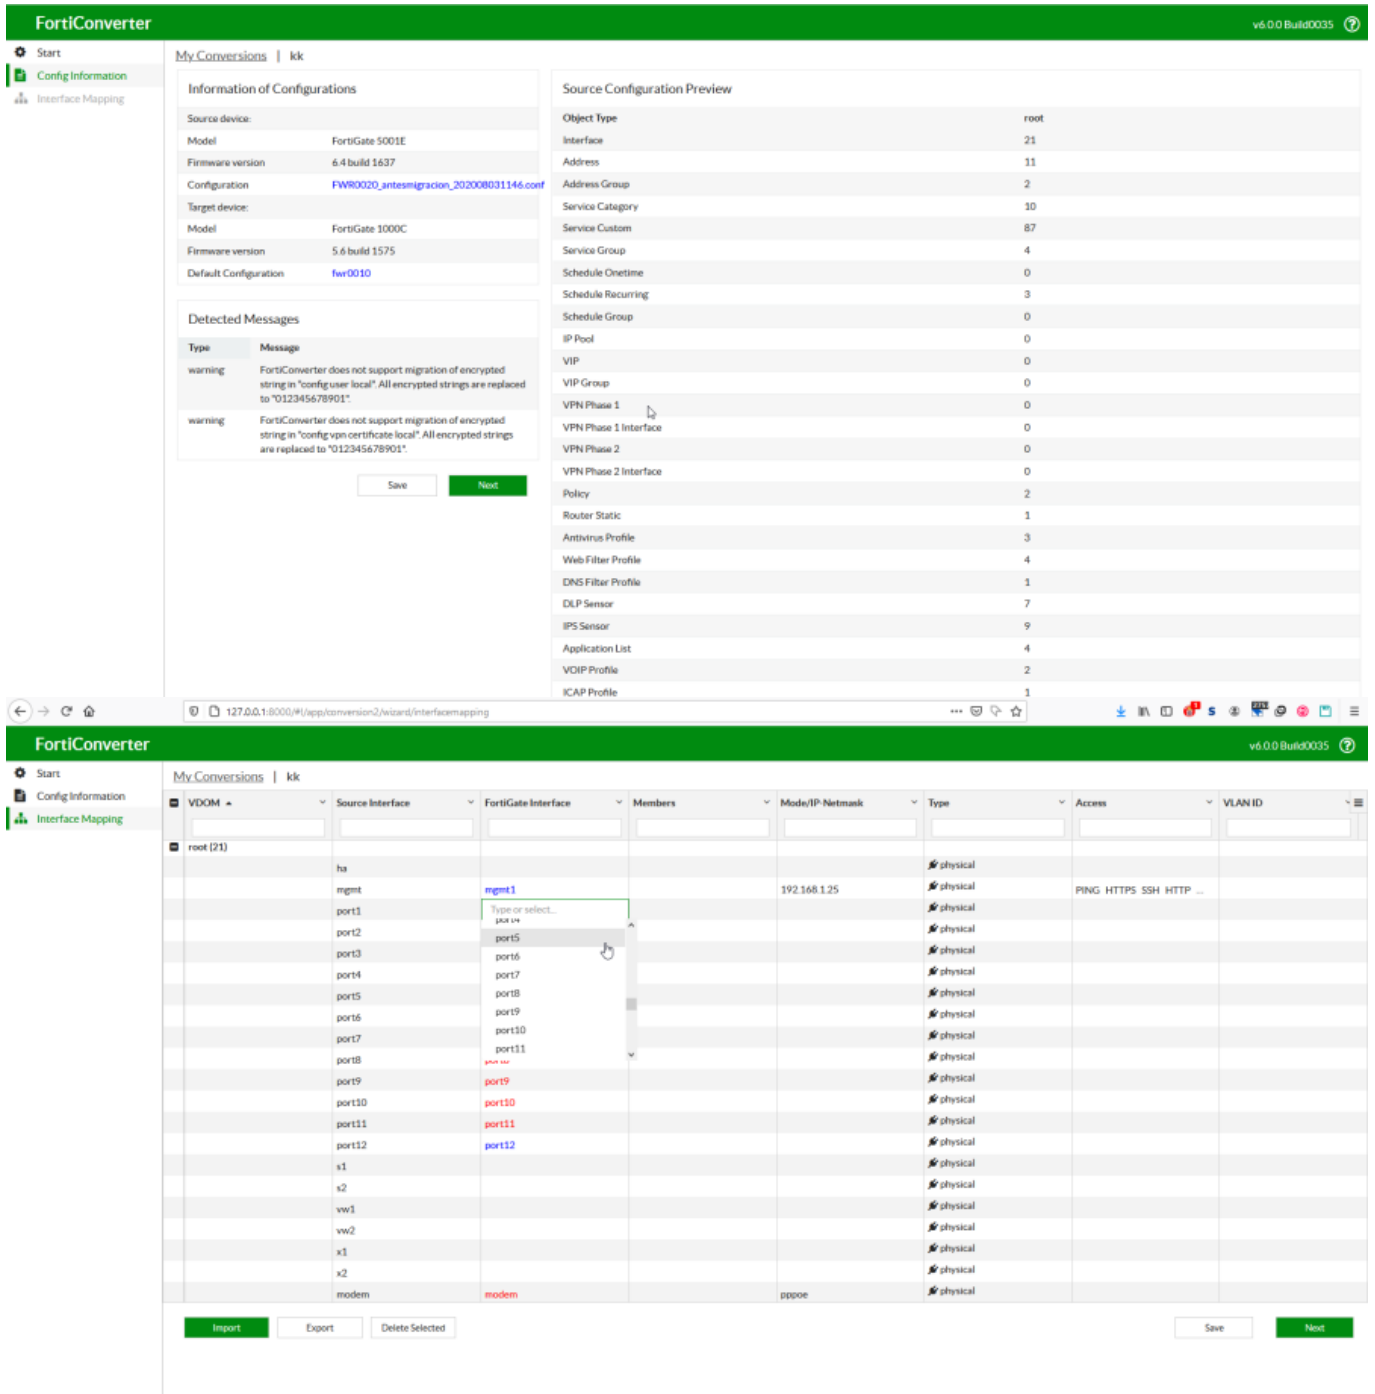 FortiConverter
v6.0.0 Build0035
Start
Config Information
Interface Mapping
My Conversions | kk
Information of Configurations
Source device:
Model FortiGate 5001E
Firmware version 6.4 build 1637
Configuration FWR0020_antesmigracion_202008031146.conf
Target device:
Model FortiGate 1000C
Firmware version 5.6 build 1575
Default Configuration fwr0010
Detected Messages
Type Message
warning FortiConverter does not support migration of encrypted
string in "config user local". All encrypted strings are replaced
to "012345678901".
warning FortiConverter does not support migration of encrypted
string in "config vpn certificate local". All encrypted strings
are replaced to "012345678901".
Save Next
Source Configuration Preview
Object Type root
Interface 21
Address 11
Address Group 2
Service Category 10
Service Custom 87
Service Group 4
Schedule Onetime 0
Schedule Recurring 3
Schedule Group 0
IP Pool 0
VIP 0
VIP Group 0
VPN Phase 1 0
VPN Phase 1 Interface 0
VPN Phase 2 0
VPN Phase 2 Interface 0
Policy 2
Router Static 1
Antivirus Profile 3
Web Filter Profile 4
DNS Filter Profile 1
DLP Sensor 7
IPS Sensor 9
Application List 4
VOIP Profile 2
ICAP Profile 1
127.0.0.1:8000/#!/app/conversion2/wizard/interfacemapping
FortiConverter
v6.0.0 Build0035
Start
Config Information
Interface Mapping
My Conversions | kk
VDOM Source Interface FortiGate Interface Members Mode/IP-Netmask Type Access VLAN ID
root (21)
ha physical
mgmt mgmt1 192.168.1.25 physical PING HTTPS SSH HTTP ...
port1 Type or select... physical
port2 physical
port3 physical
port4 physical
port5 physical
port6 physical
port7 physical
port8 physical
port4
port5
port6
port7
port8
port9
port10
port11
port9 port9 physical
port10 port10 physical
port11 port11 physical
port12 port12 physical
s1 physical
s2 physical
vw1 physical
vw2 physical
x1 physical
x2 physical
modem modem pppoe physical
Import Export Delete Selected Save Next